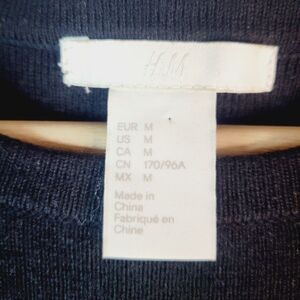 H&M
EUR M
US M
CA M
CN 170/96A
MX M
Made in
China
Fabriqué en
Chine